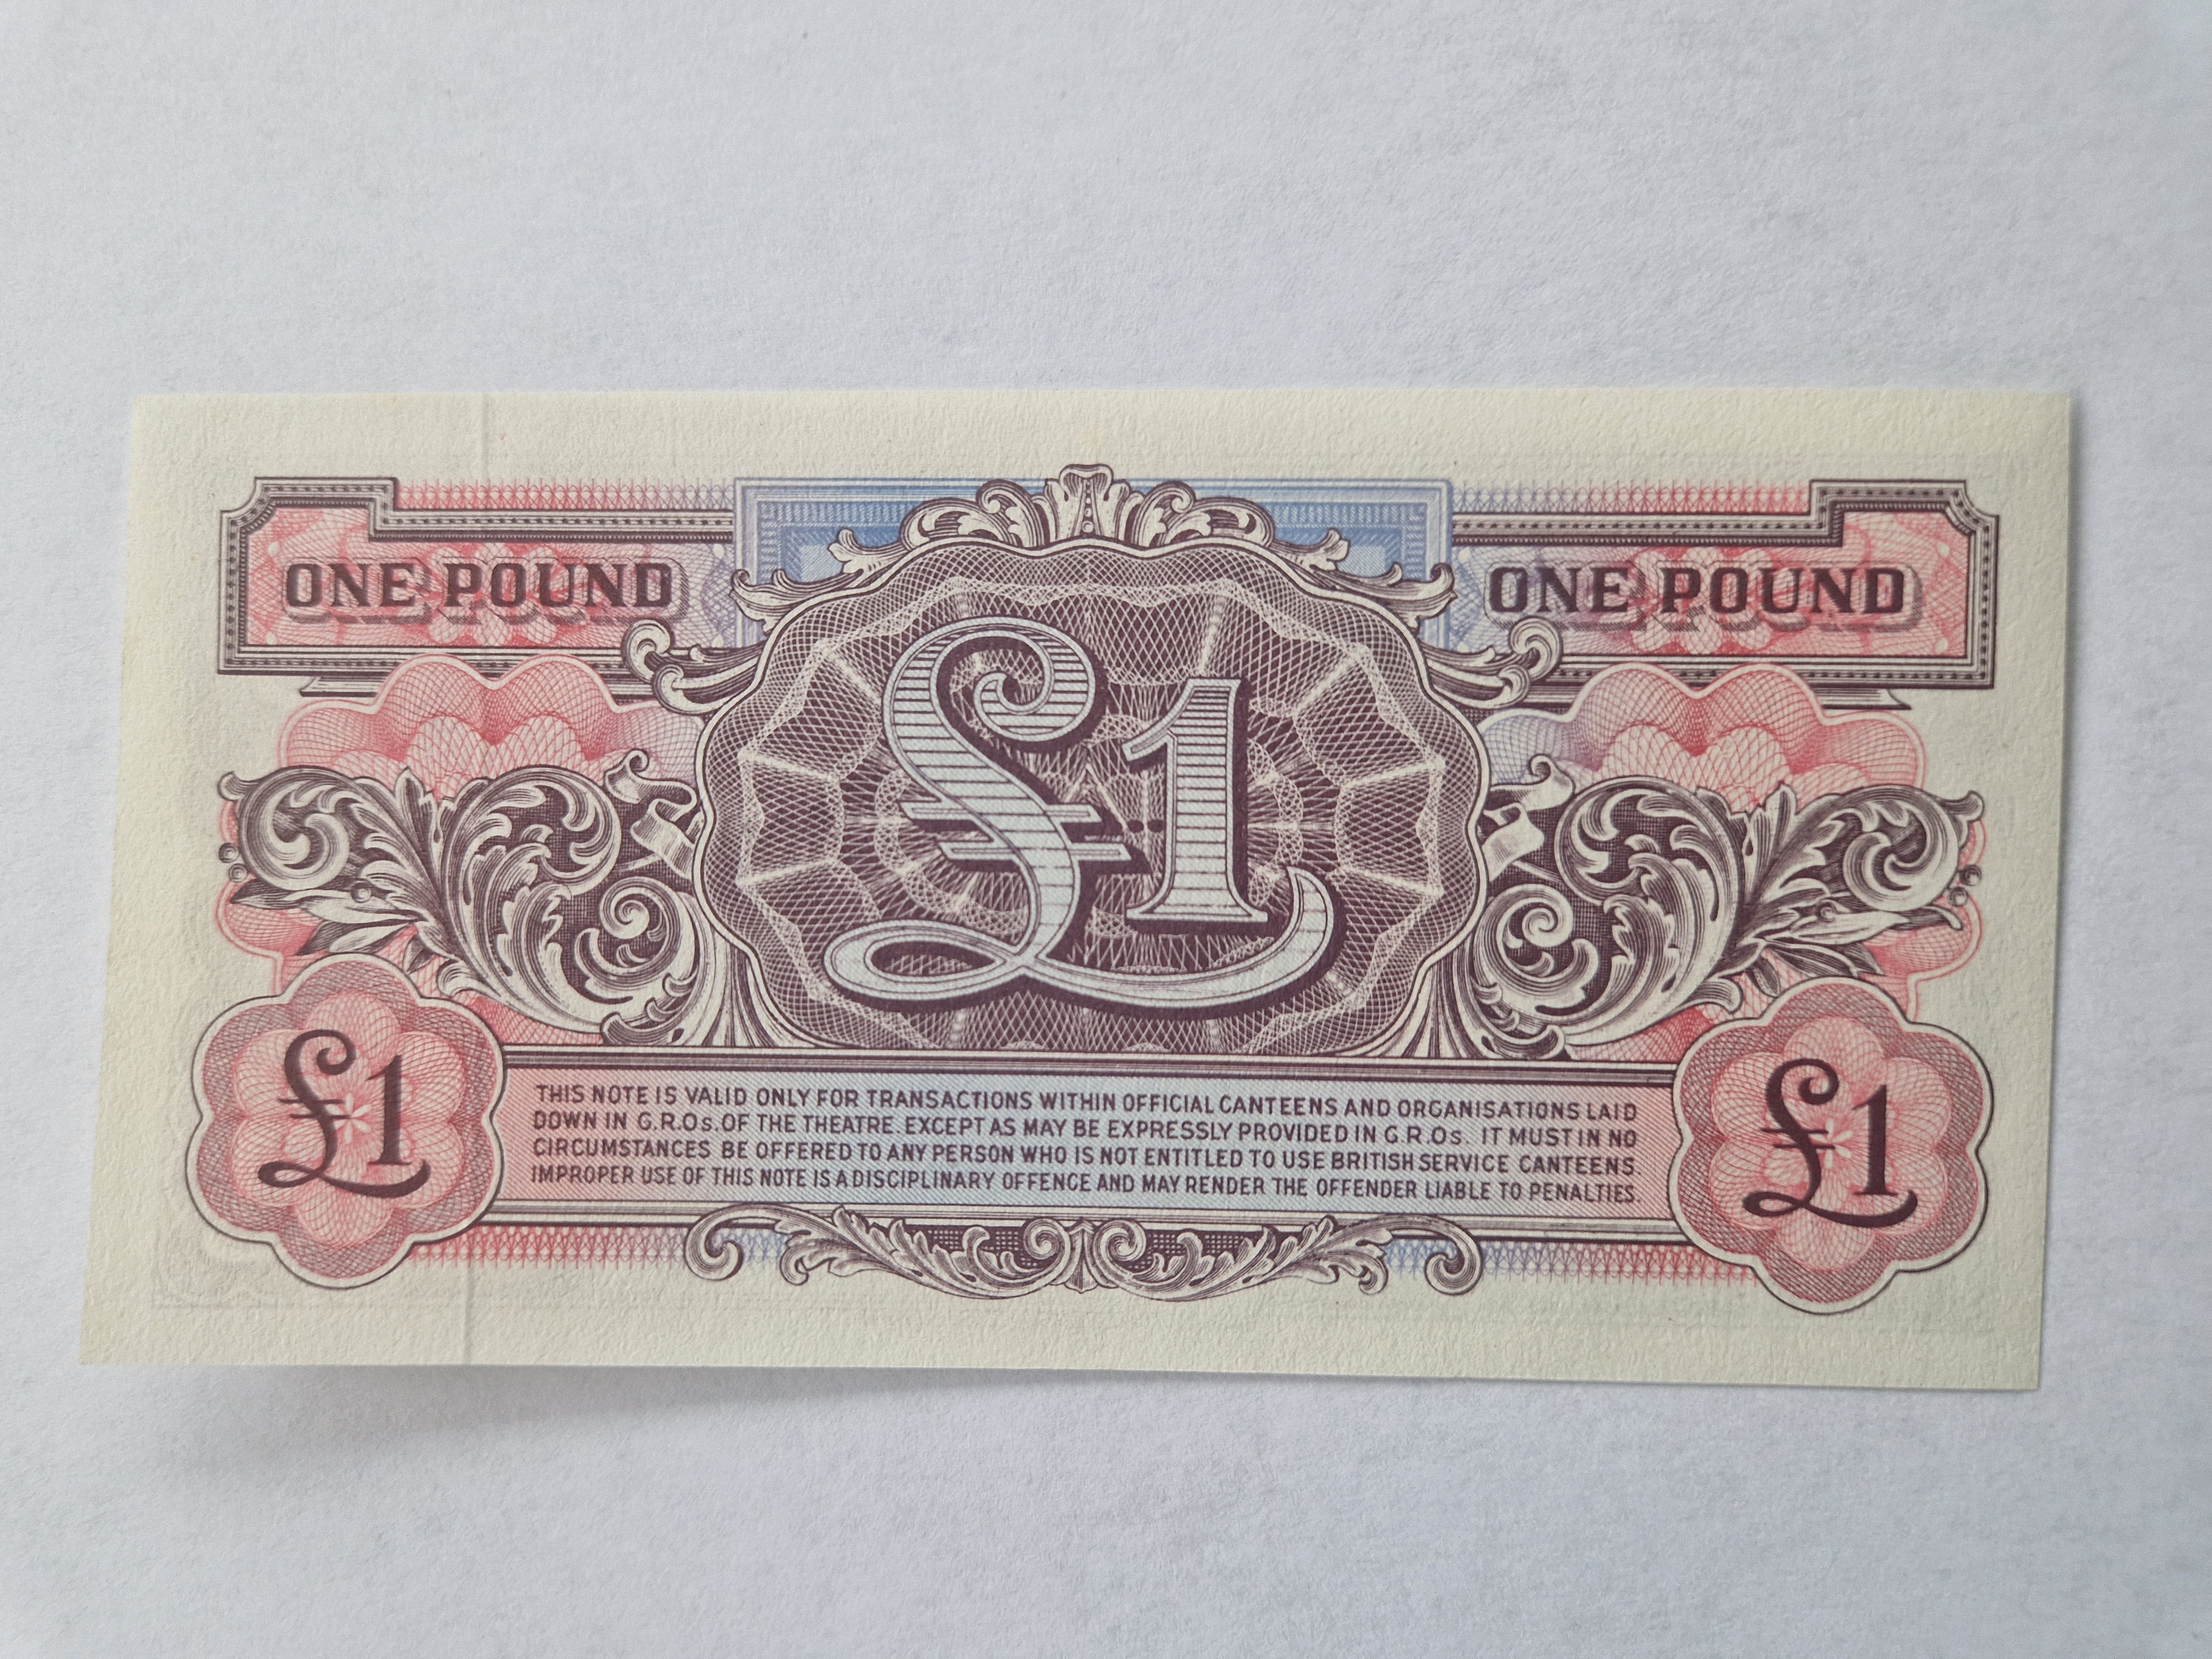 ONE POUND
ONE POUND
£1
THIS NOTE IS VALID ONLY FOR TRANSACTIONS WITHIN OFFICIAL CANTEENS AND ORGANISATIONS LAID
DOWN IN G.R.Os. OF THE THEATRE. EXCEPT AS MAY BE EXPRESSLY PROVIDED IN G.R.Os. IT MUST IN NO
CIRCUMSTANCES BE OFFERED TO ANY PERSON WHO IS NOT ENTITLED TO USE BRITISH SERVICE CANTEENS.
IMPROPER USE OF THIS NOTE IS A DISCIPLINARY OFFENCE AND MAY RENDER THE OFFENDER LIABLE TO PENALTIES.
£1
£1